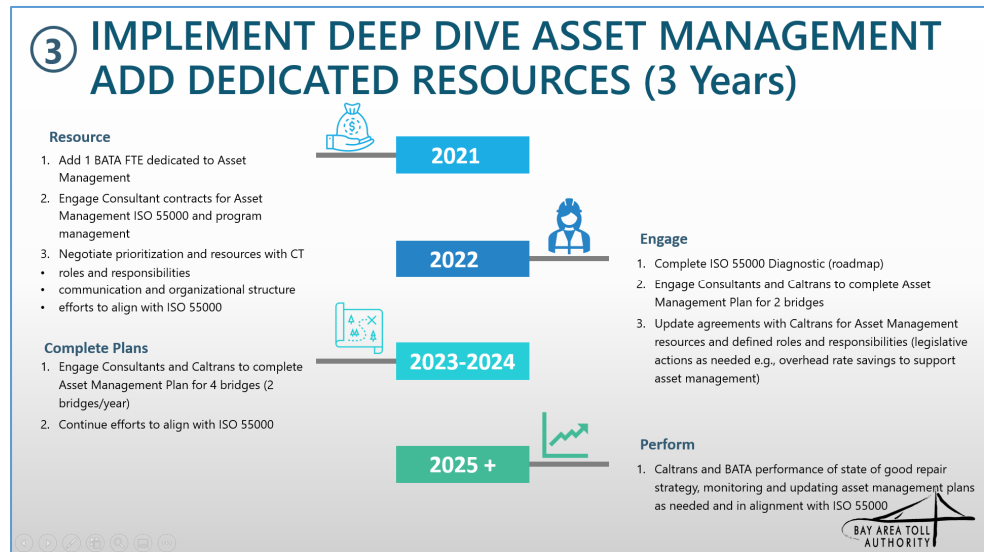 3
IMPLEMENT DEEP DIVE ASSET MANAGEMENT
ADD DEDICATED RESOURCES (3 Years)
Resource
1. Add 1 BATA FTE dedicated to Asset
Management
2. Engage Consultant contracts for Asset
Management ISO 55000 and program
management
3. Negotiate prioritization and resources with CT
• roles and responsibilities
• communication and organizational structure
• efforts to align with ISO 55000
$
2021
2022
Engage
1. Complete ISO 55000 Diagnostic (roadmap)
2. Engage Consultants and Caltrans to complete Asset
Management Plan for 2 bridges
3. Update agreements with Caltrans for Asset Management
resources and defined roles and responsibilities (legislative
actions as needed e.g., overhead rate savings to support
asset management)
Complete Plans
1. Engage Consultants and Caltrans to complete
Asset Management Plan for 4 bridges (2
bridges/year)
2. Continue efforts to align with ISO 55000
2023-2024
2025 +
Perform
1. Caltrans and BATA performance of state of good repair
strategy, monitoring and updating asset management plans
as needed and in alignment with ISO 55000
BAY AREA TOLL
AUTHORITY